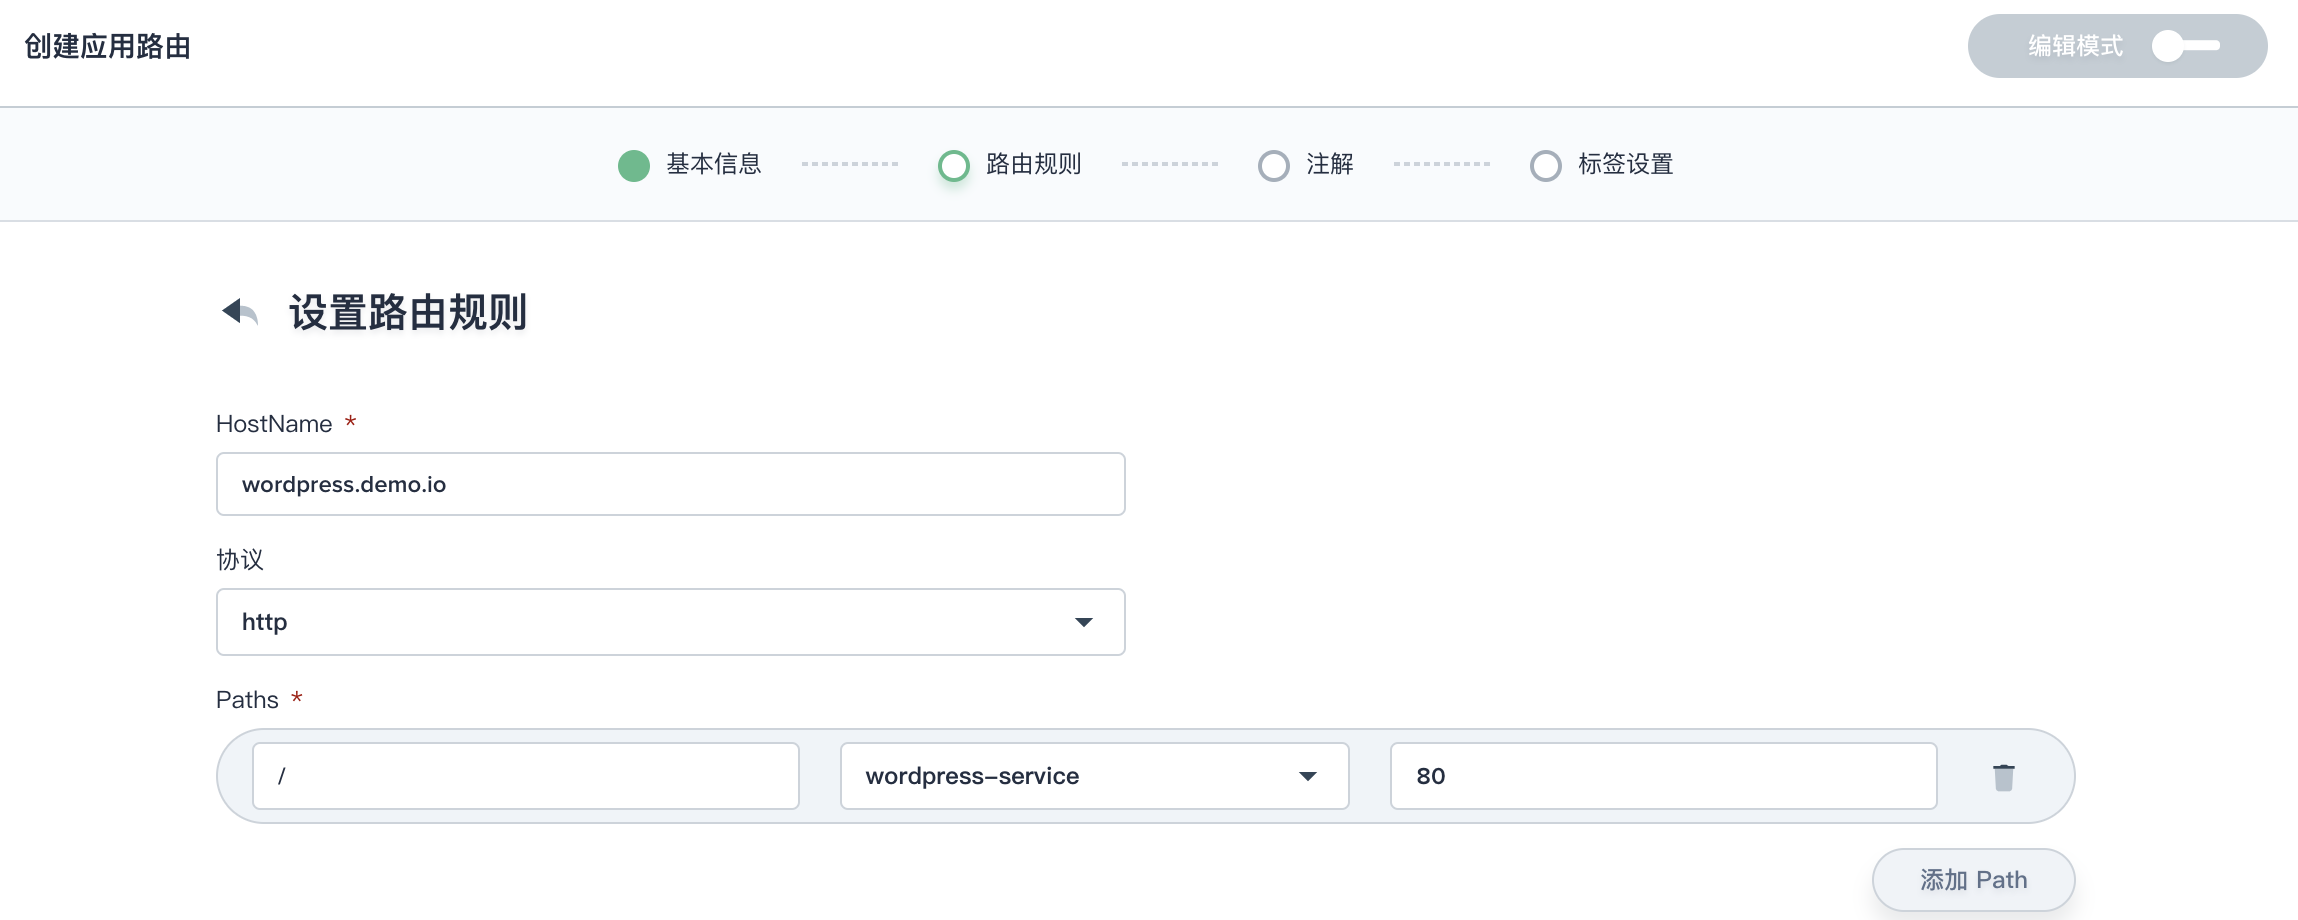 创建应用路由
编辑模式
基本信息
路由规则
注解
标签设置
设置路由规则
HostName *
wordpress.demo.io
协议
http
Paths *
/
wordpress-service
80
添加 Path